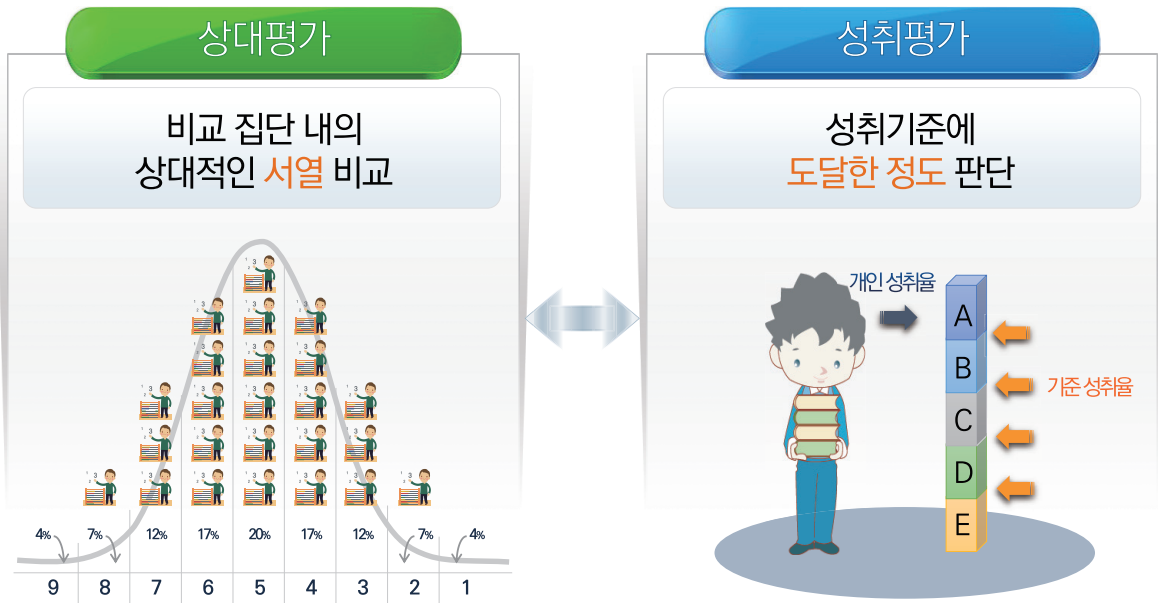 상대평가
비교 집단 내의
상대적인 서열 비교
4% 7% 12% 17% 20% 17% 12% 7% 4%
9 8 7 6 5 4 3 2 1
성취평가
성취기준에
도달한 정도 판단
개인 성취율
A
B
기준 성취율
C
D
E